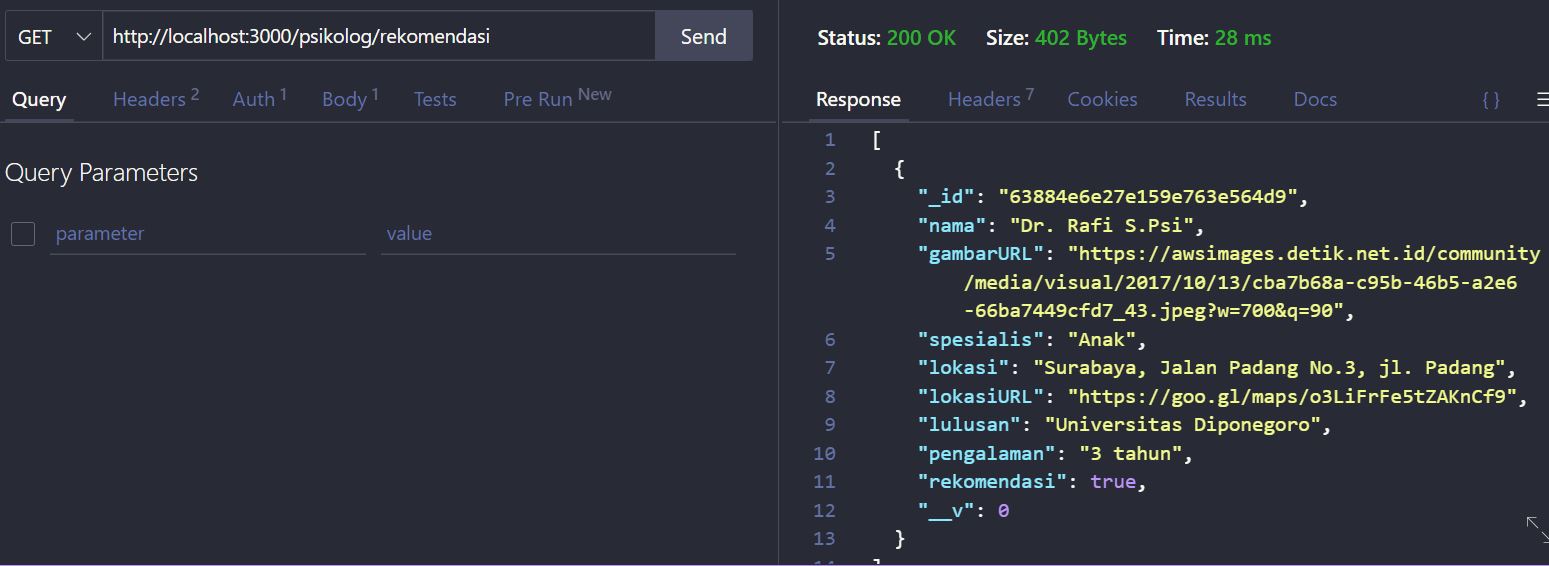 GET http://localhost:3000/psikolog/rekomendasi Send
Query Headers 2 Auth 1 Body 1 Tests Pre Run New
Query Parameters
parameter value
Status: 200 OK Size: 402 Bytes Time: 28 ms
Response Headers 7 Cookies Results Docs { }
1 [
2 {
3 "_id": "63884e6e27e159e763e564d9",
4 "nama": "Dr. Rafi S.Psi",
5 "gambarURL": "https://awsimages.detik.net.id/community
/media/visual/2017/10/13/cba7b68a-c95b-46b5-a2e6
-66ba7449cfd7_43.jpeg?w=700&q=90",
6 "spesialis": "Anak",
7 "lokasi": "Surabaya, Jalan Padang No.3, jl. Padang",
8 "lokasiURL": "https://goo.gl/maps/o3LiFrFe5tZAKnCf9",
9 "lulusan": "Universitas Diponegoro",
10 "pengalaman": "3 tahun",
11 "rekomendasi": true,
12 "__v": 0
13 }